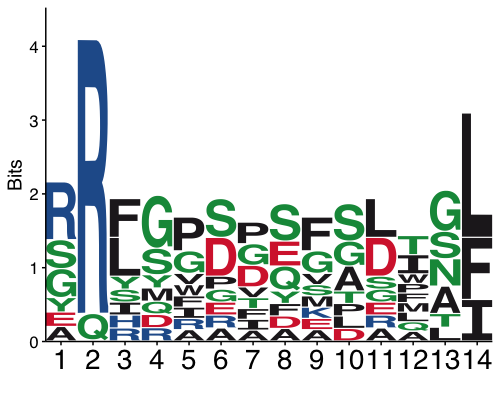 Bits
4
3
2
1
0
R S G Y E A
R Q
F L Y S I H R
G S Y M Q D R
P G V W F I R A
S D P G E R A
P G D V T F I A
S E Q Y F D A
F G V S M K E A
S G A T P L D
L D S G E R A
T I Q A
G S N A T L
L F I
1 2 3 4 5 6 7 8 9 10 11 12 13 14